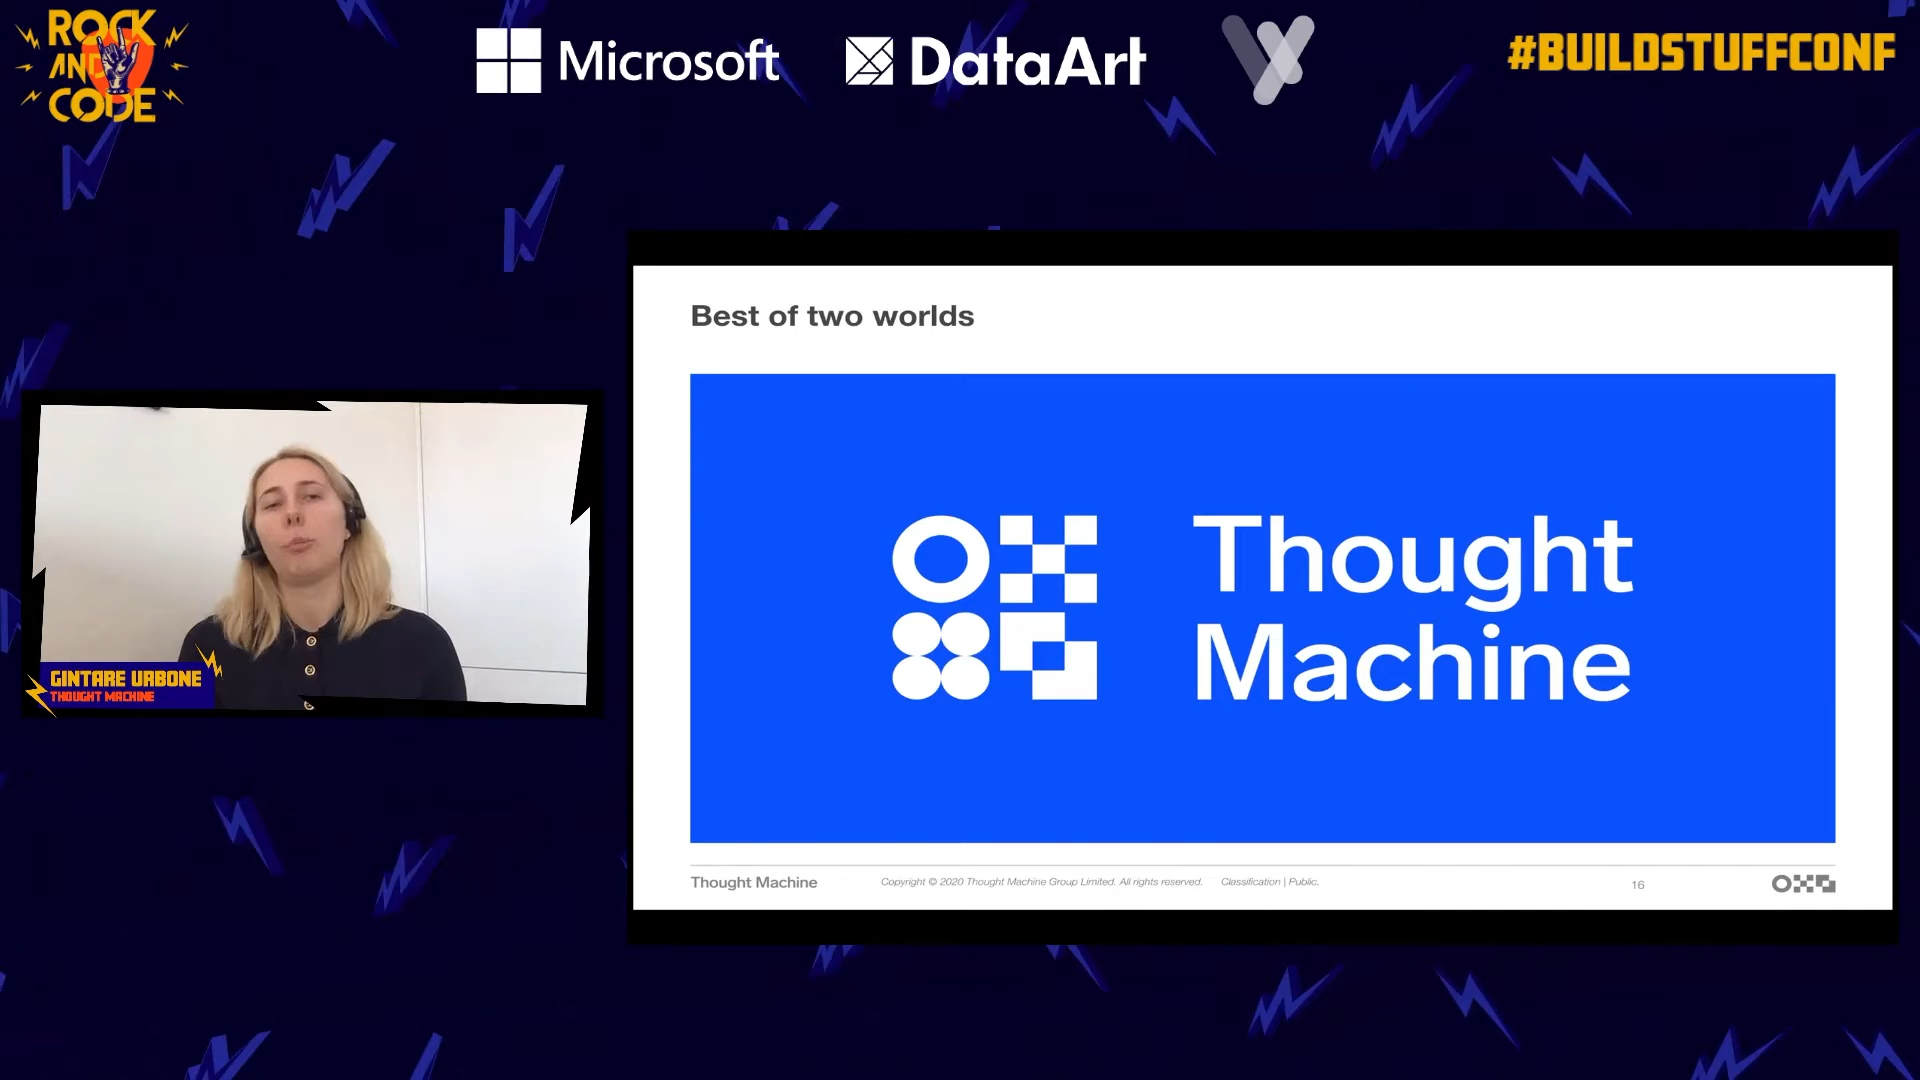 ROCK
AND
CODE
Microsoft
DataArt
#BUILDSTUFFCONF
Best of two worlds
Thought
Machine
GINTARE URBONE
THOUGHT MACHINE
Thought Machine
Copyright © 2020 Thought Machine Group Limited. All rights reserved.
Classification | Public.
16